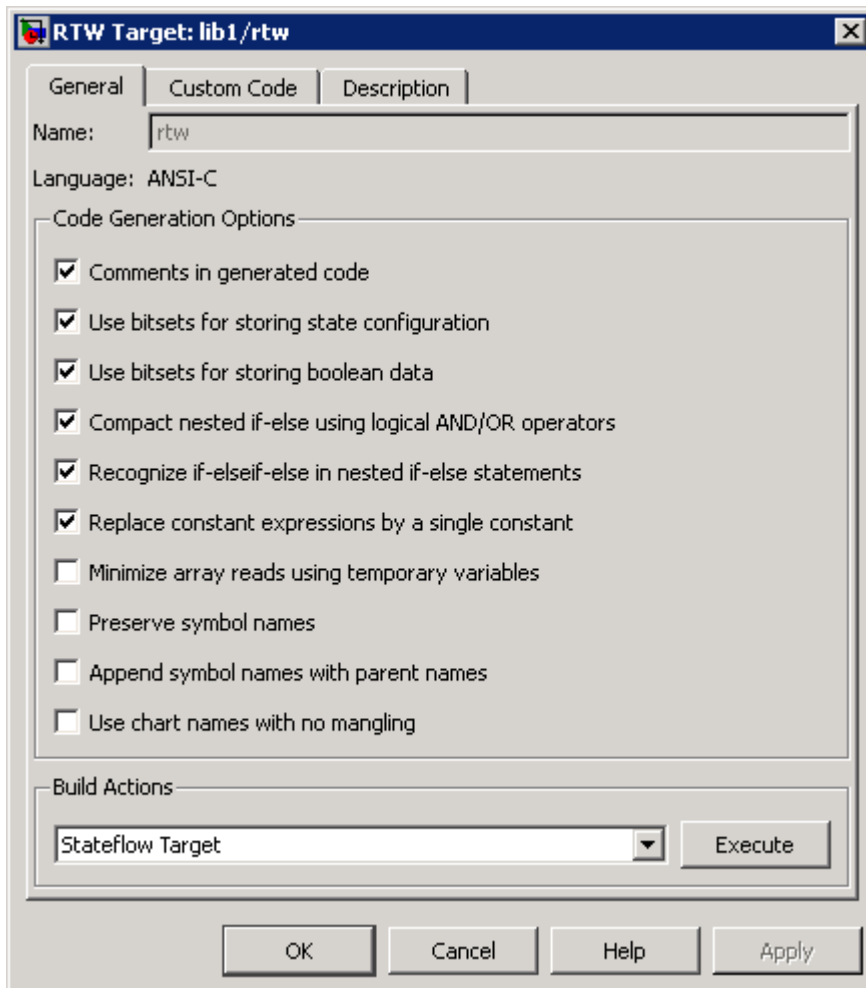 RTW Target: lib1/rtw
General Custom Code Description
Name: rtw
Language: ANSI-C
Code Generation Options
Comments in generated code
Use bitsets for storing state configuration
Use bitsets for storing boolean data
Compact nested if-else using logical AND/OR operators
Recognize if-elseif-else in nested if-else statements
Replace constant expressions by a single constant
Minimize array reads using temporary variables
Preserve symbol names
Append symbol names with parent names
Use chart names with no mangling
Build Actions
Stateflow Target Execute
OK Cancel Help Apply